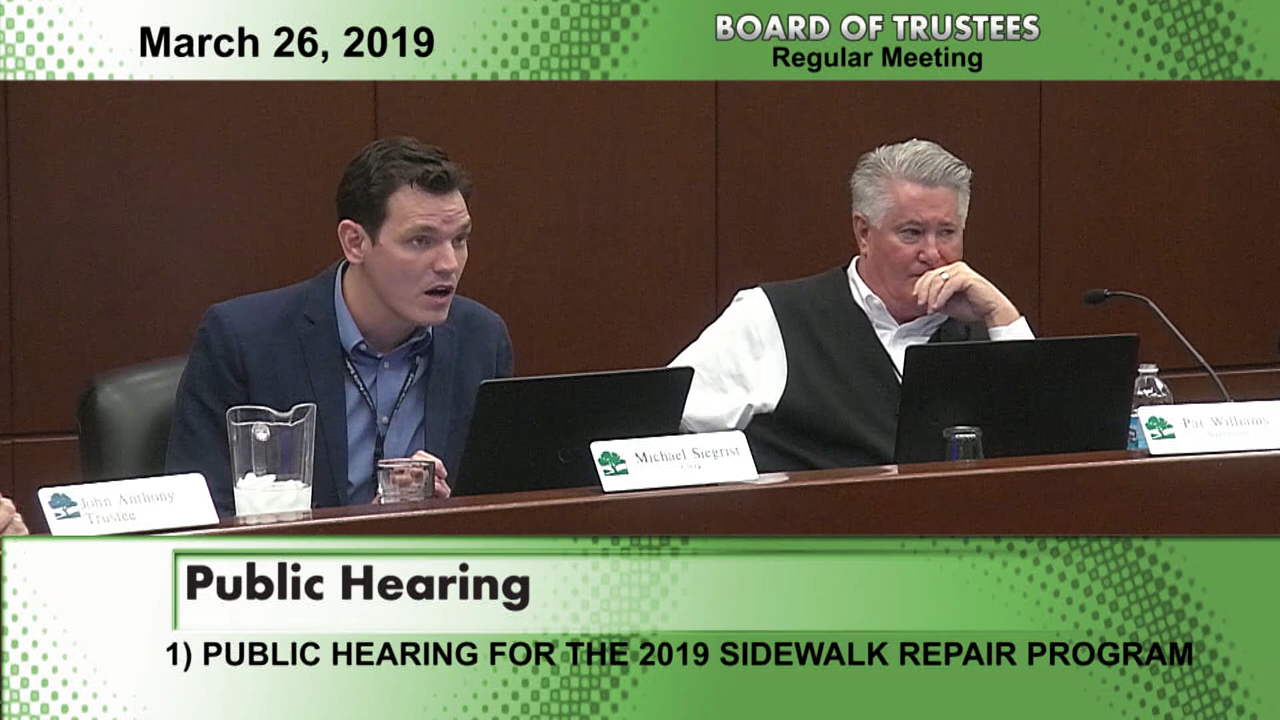 March 26, 2019
BOARD OF TRUSTEES
Regular Meeting
John Anthony
Trustee
Michael Siegrist
Clerk
Pat Williams
Public Hearing
1) PUBLIC HEARING FOR THE 2019 SIDEWALK REPAIR PROGRAM